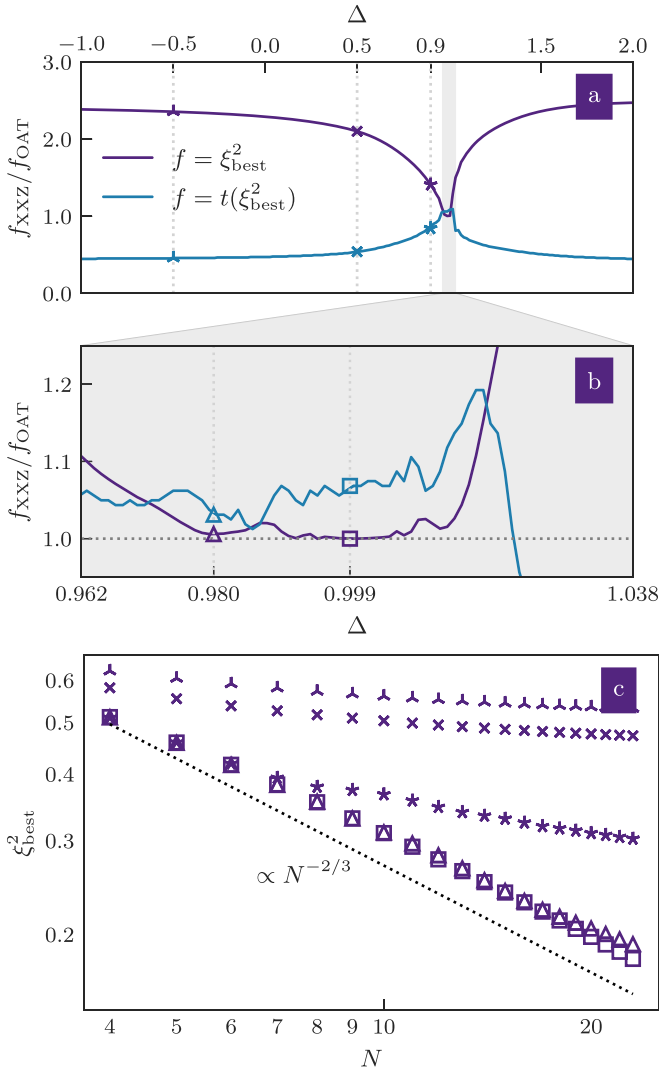 Δ
−1.0 −0.5 0.0 0.5 0.9 1.5 2.0
3.0
a
2.0
f = ξ²_best
f = t(ξ²_best)
1.0
0.0
f_XXZ/f_OAT
1.2
b
1.1
1.0
f_XXZ/f_OAT
0.962 0.980 0.999 1.038
Δ
0.6
c
0.5
0.4
0.3
∝ N^{−2/3}
0.2
ξ²_best
4 5 6 7 8 9 10 20
N